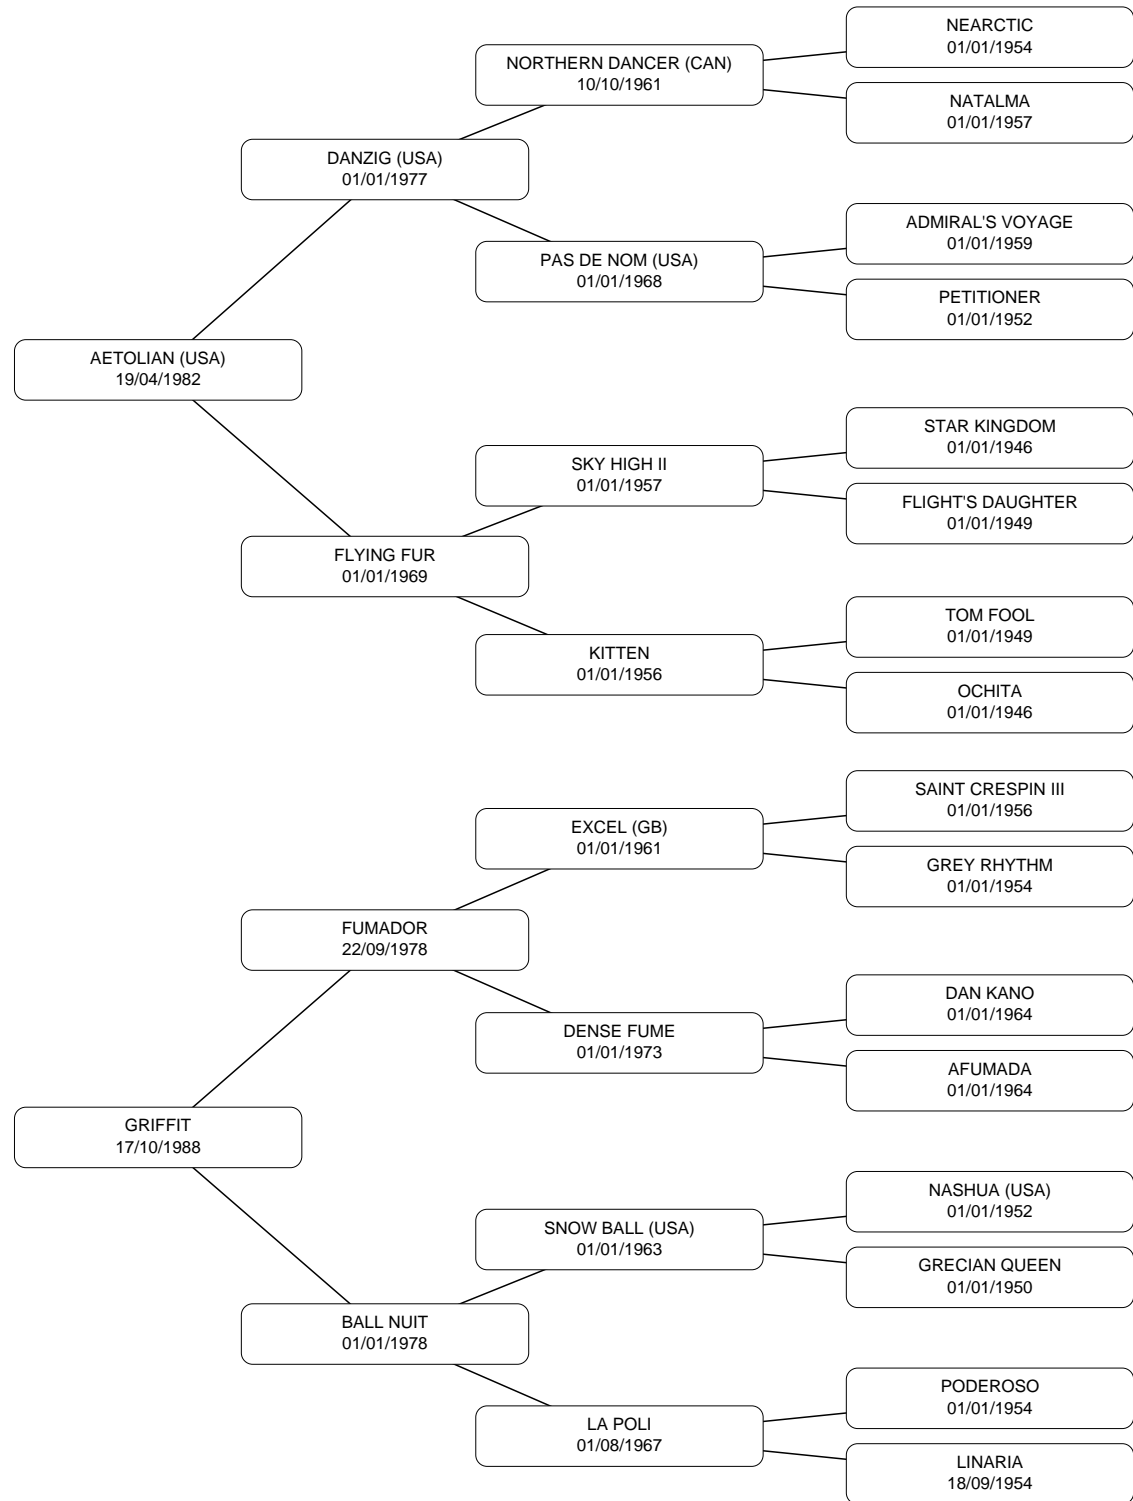 NEARCTIC
01/01/1954
NORTHERN DANCER (CAN)
10/10/1961
NATALMA
01/01/1957
DANZIG (USA)
01/01/1977
ADMIRAL'S VOYAGE
01/01/1959
PAS DE NOM (USA)
01/01/1968
PETITIONER
01/01/1952
AETOLIAN (USA)
19/04/1982
STAR KINGDOM
01/01/1946
SKY HIGH II
01/01/1957
FLIGHT'S DAUGHTER
01/01/1949
FLYING FUR
01/01/1969
TOM FOOL
01/01/1949
KITTEN
01/01/1956
OCHITA
01/01/1946
SAINT CRESPIN III
01/01/1956
EXCEL (GB)
01/01/1961
GREY RHYTHM
01/01/1954
FUMADOR
22/09/1978
DAN KANO
01/01/1964
DENSE FUME
01/01/1973
AFUMADA
01/01/1964
GRIFFIT
17/10/1988
NASHUA (USA)
01/01/1952
SNOW BALL (USA)
01/01/1963
GRECIAN QUEEN
01/01/1950
BALL NUIT
01/01/1978
PODEROSO
01/01/1954
LA POLI
01/08/1967
LINARIA
18/09/1954